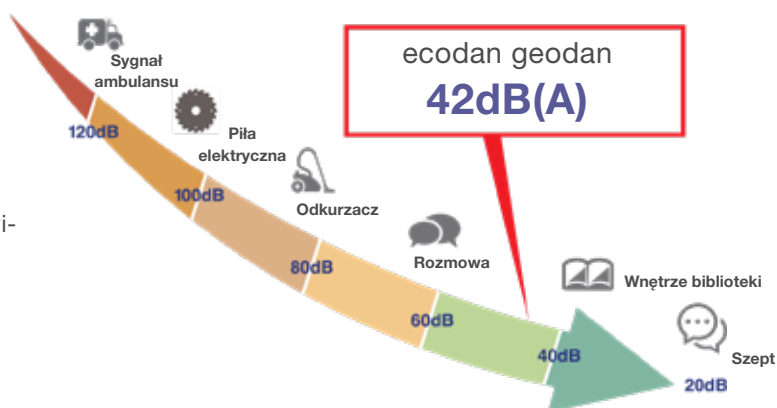 Sygnał
ambulansu
ecodan geodan
42dB(A)
120dB
Piła
elektryczna
100dB
Odkurzacz
i-
Rozmowa
80dB
Wnętrze biblioteki
60dB
40dB
Szept
20dB